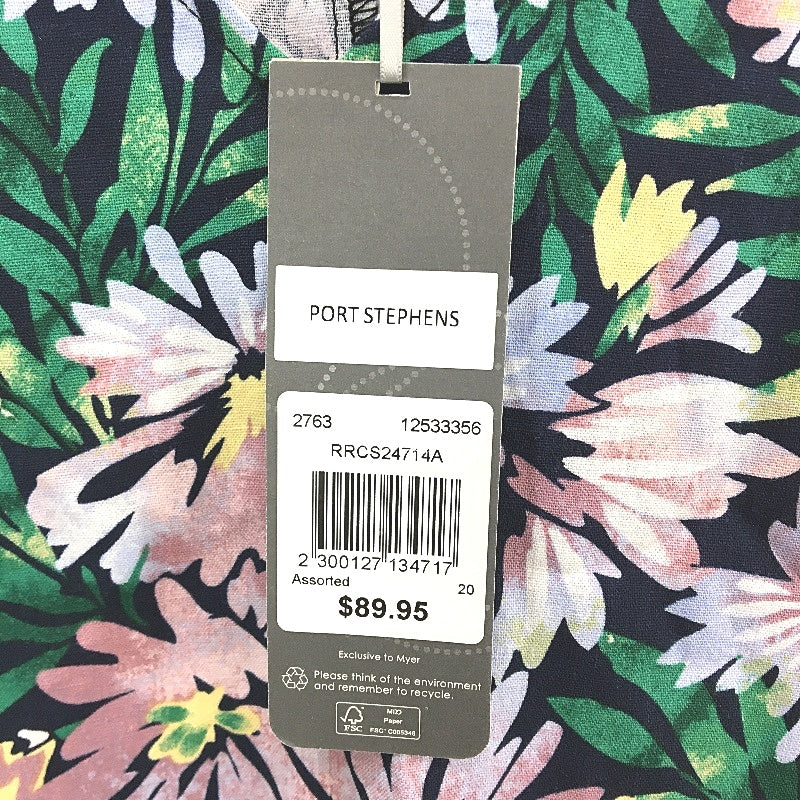 PORT STEPHENS
2763 12533356
RRCS24714A
2 300127 134717
Assorted 20
$89.95
Exclusive to Myer
Please think of the environment
and remember to recycle.
FSC
Paper